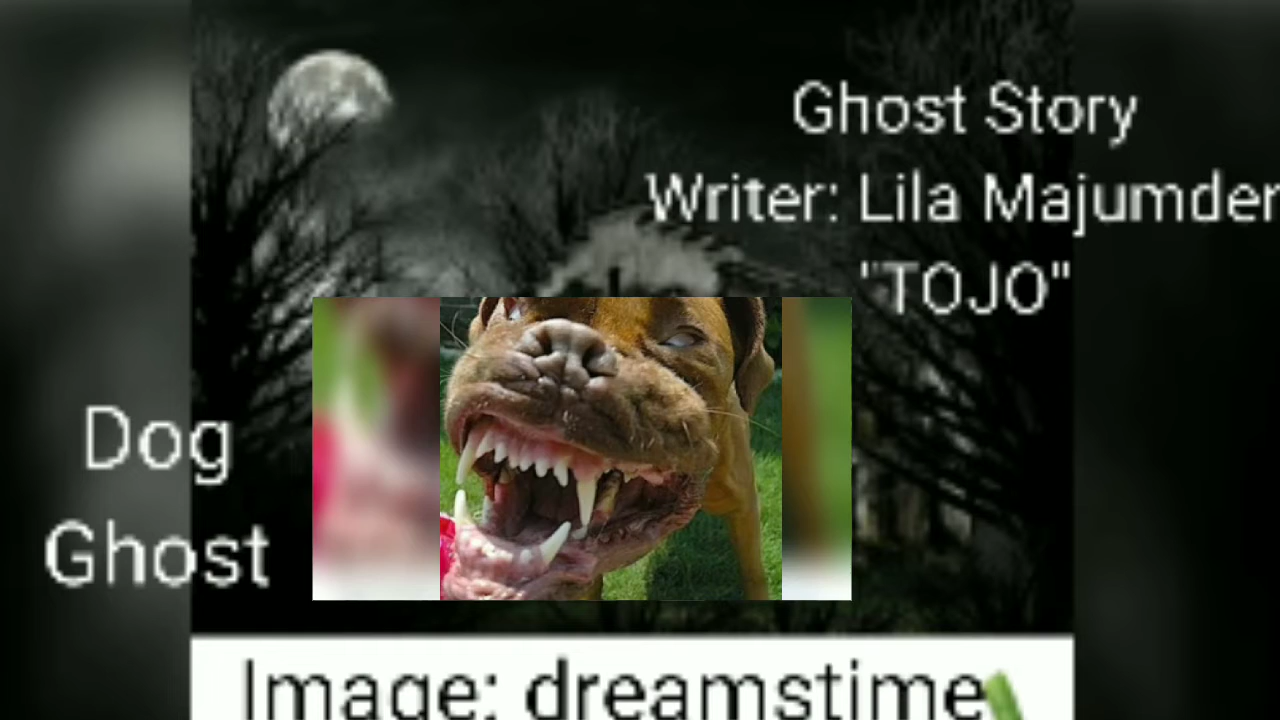 Ghost Story
Writer: Lila Majumder
"TOJO"
Dog
Ghost
Image: dreamstime